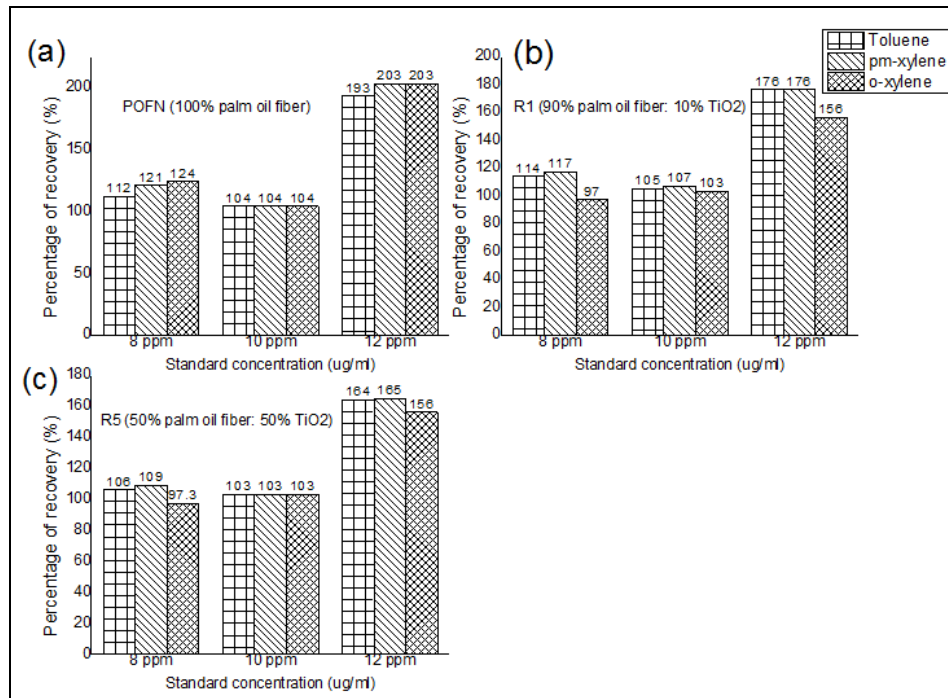 (a)
Percentage of recovery (%)
200
150
100
50
0
POFN (100% palm oil fiber)
112
121
124
104
104
104
193
203
203
8 ppm
10 ppm
12 ppm
Standard concentration (ug/ml)
(b)
Toluene
pm-xylene
o-xylene
Percentage of recovery (%)
200
180
160
140
120
100
80
60
40
20
0
R1 (90% palm oil fiber: 10% TiO2)
114
117
97
105
107
103
176
176
156
8 ppm
10 ppm
12 ppm
Standard concentration (ug/ml)
(c)
Percentage of recovery (%)
180
160
140
120
100
80
60
40
20
0
R5 (50% palm oil fiber: 50% TiO2)
106
109
97.3
103
103
103
164
165
156
8 ppm
10 ppm
12 ppm
Standard concentration (ug/ml)